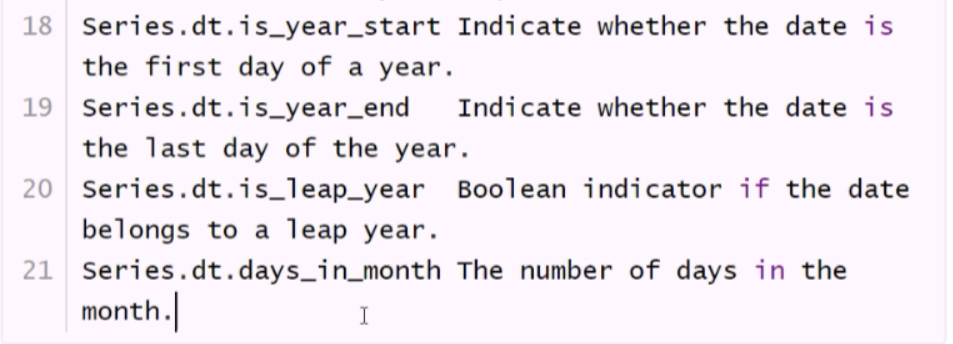 18 Series.dt.is_year_start Indicate whether the date is
the first day of a year.
19 Series.dt.is_year_end   Indicate whether the date is
the last day of the year.
20 Series.dt.is_leap_year  Boolean indicator if the date
belongs to a leap year.
21 Series.dt.days_in_month The number of days in the
month.